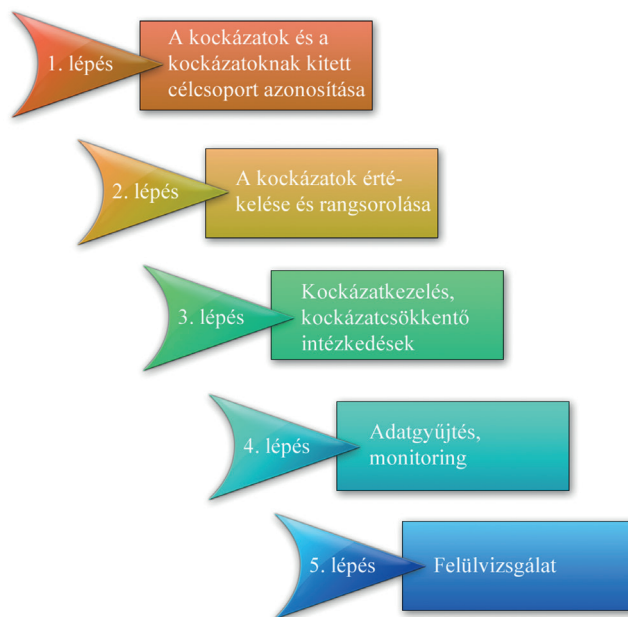 1. lépés
A kockázatok és a
kockázatoknak kitett
célcsoport azonosítása
2. lépés
A kockázatok érté-
kelése és rangsorolása
3. lépés
Kockázatkezelés,
kockázatcsökkentő
intézkedések
4. lépés
Adatgyűjtés,
monitoring
5. lépés
Felülvizsgálat